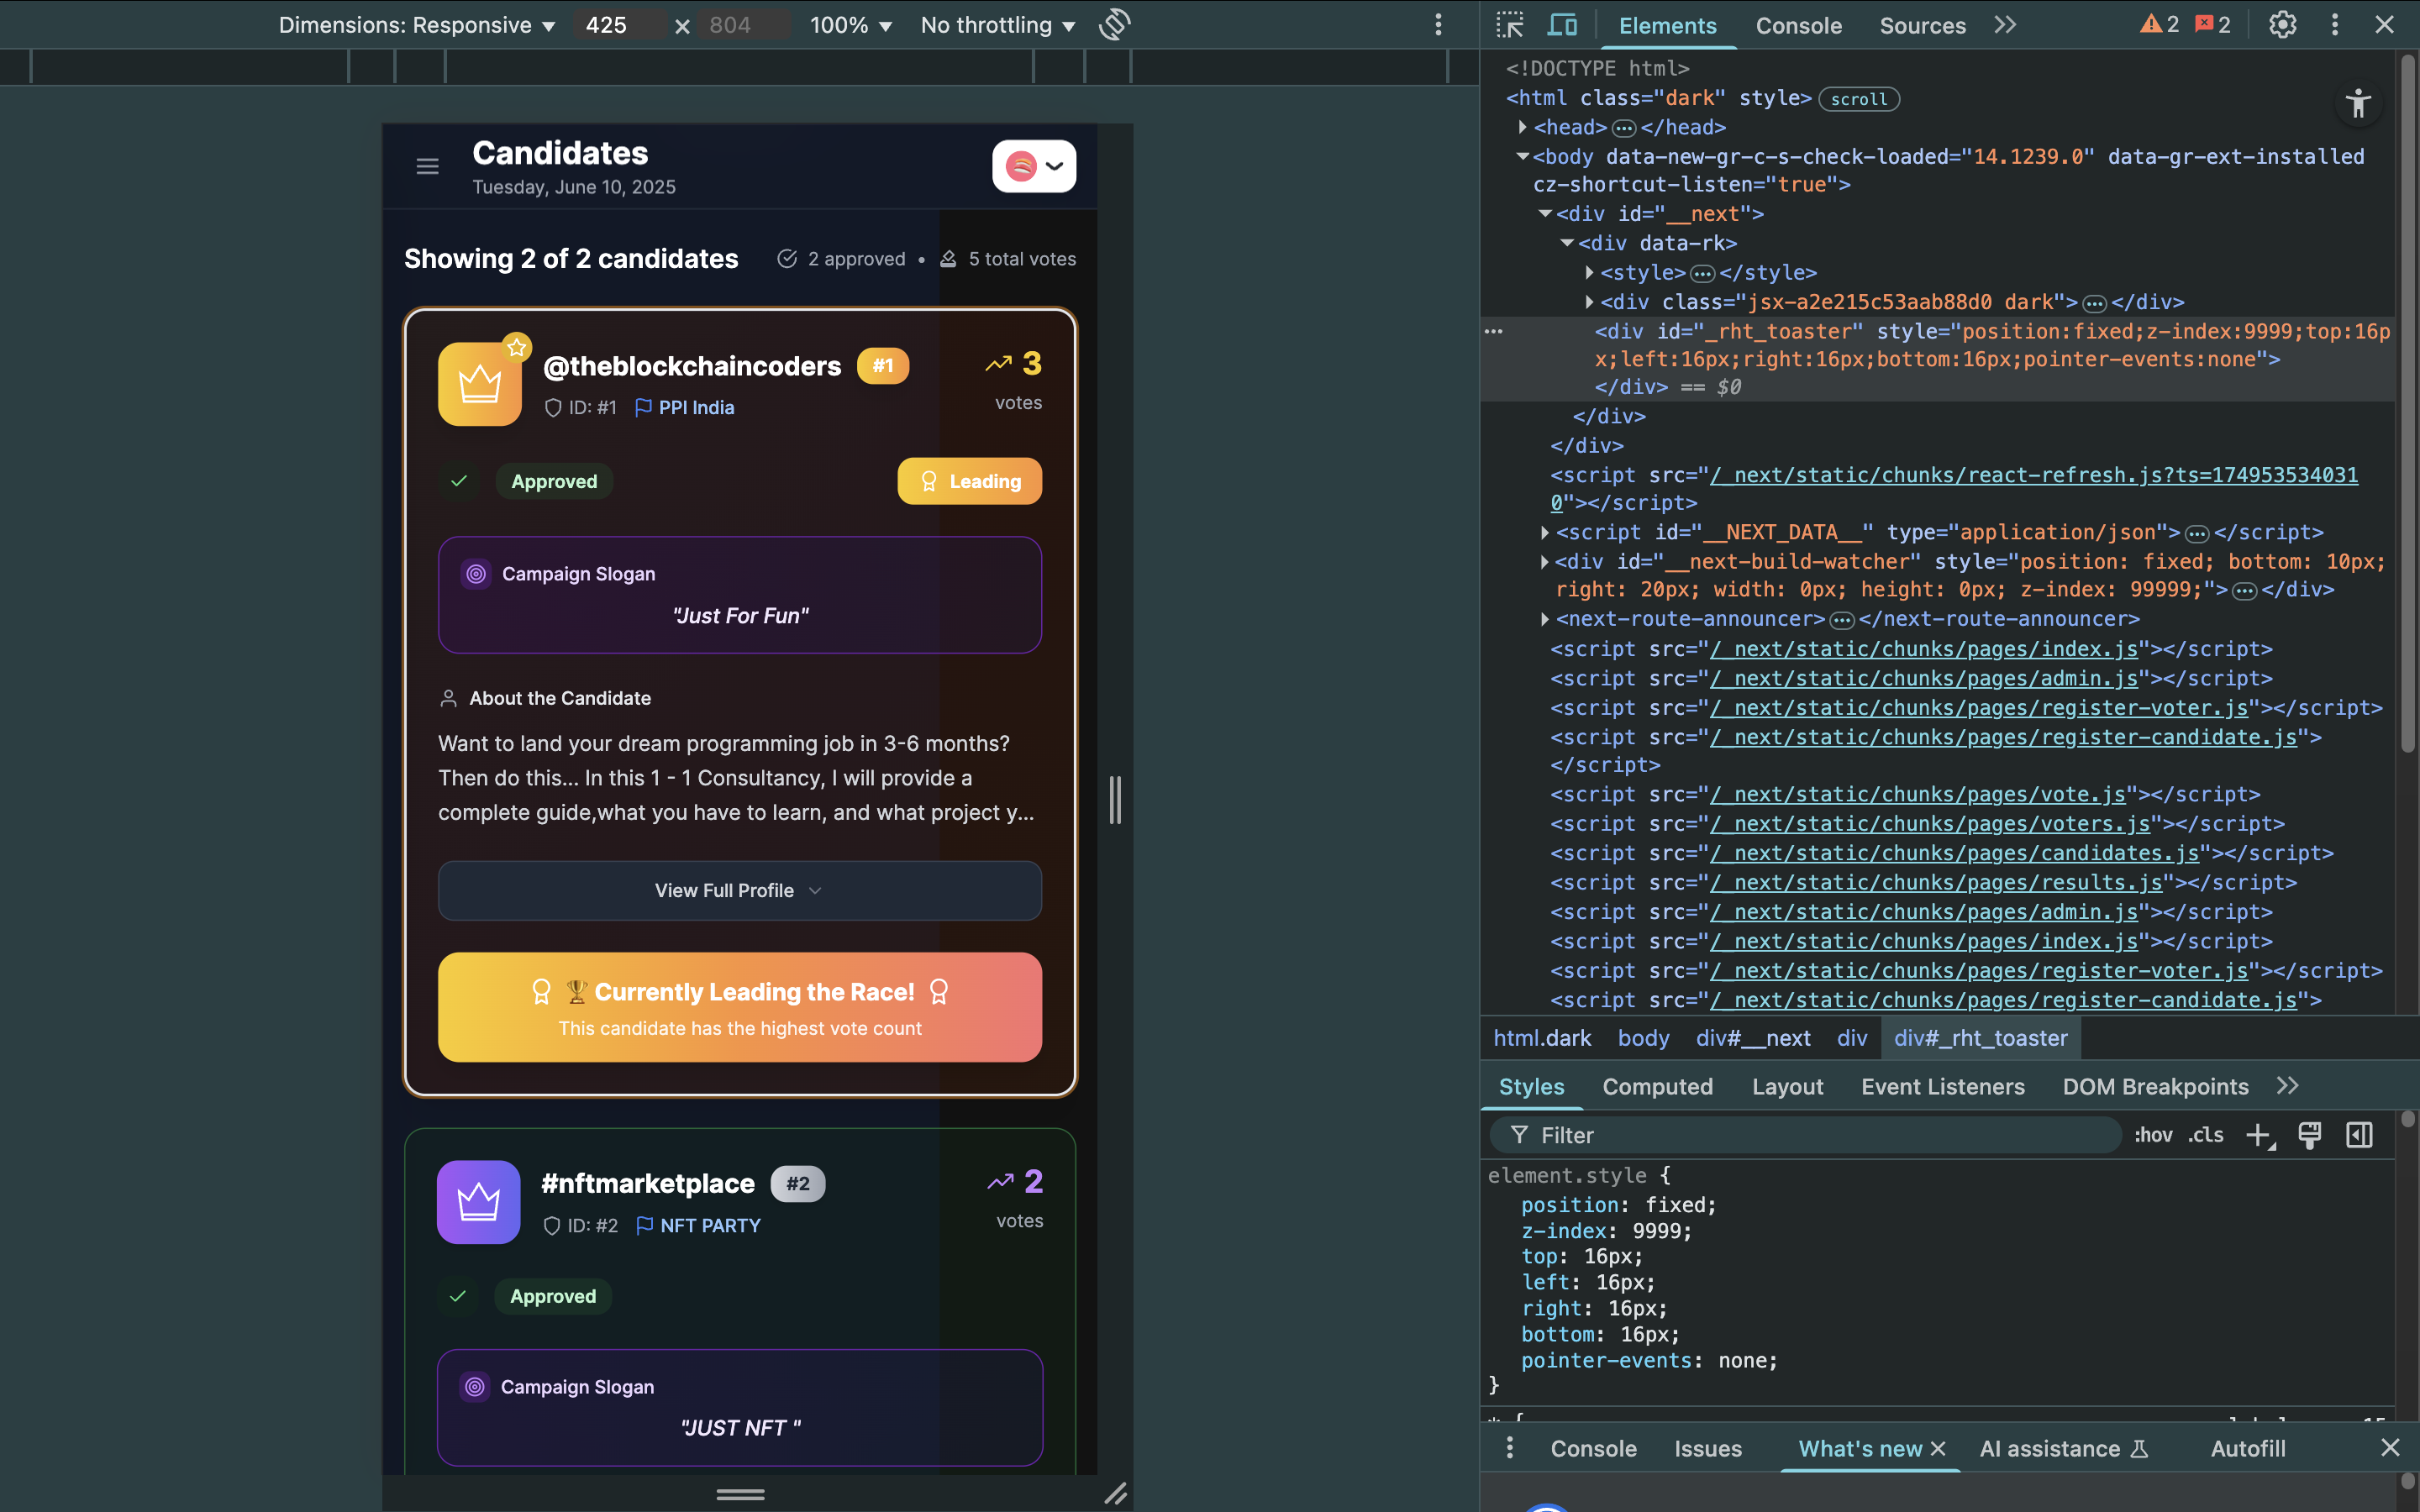 Dimensions: Responsive ▼ 425 × 804 100% ▼ No throttling ▼
Candidates
Tuesday, June 10, 2025
Showing 2 of 2 candidates 2 approved • 5 total votes
@theblockchaincoders #1 3
ID: #1 PPI India votes
Approved Leading
Campaign Slogan
"Just For Fun"
About the Candidate
Want to land your dream programming job in 3-6 months?
Then do this... In this 1 - 1 Consultancy, I will provide a
complete guide,what you have to learn, and what project y...
View Full Profile
🏆 Currently Leading the Race!
This candidate has the highest vote count
#nftmarketplace #2 2
ID: #2 NFT PARTY votes
Approved
Campaign Slogan
"JUST NFT "
Elements Console Sources 2 2
<!DOCTYPE html>
<html class="dark" style> scroll
<head> ⋯ </head>
<body data-new-gr-c-s-check-loaded="14.1239.0" data-gr-ext-installed
cz-shortcut-listen="true">
<div id="__next">
<div data-rk>
<style> ⋯ </style>
<div class="jsx-a2e215c53aab88d0 dark"> ⋯ </div>
<div id="_rht_toaster" style="position:fixed;z-index:9999;top:16p
x;left:16px;right:16px;bottom:16px;pointer-events:none">
</div> == $0
</div>
</div>
<script src="/_next/static/chunks/react-refresh.js?ts=174953534031
0"></script>
<script id="__NEXT_DATA__" type="application/json"> ⋯ </script>
<div id="__next-build-watcher" style="position: fixed; bottom: 10px;
right: 20px; width: 0px; height: 0px; z-index: 99999;"> ⋯ </div>
<next-route-announcer> ⋯ </next-route-announcer>
<script src="/_next/static/chunks/pages/index.js"></script>
<script src="/_next/static/chunks/pages/admin.js"></script>
<script src="/_next/static/chunks/pages/register-voter.js"></script>
<script src="/_next/static/chunks/pages/register-candidate.js">
</script>
<script src="/_next/static/chunks/pages/vote.js"></script>
<script src="/_next/static/chunks/pages/voters.js"></script>
<script src="/_next/static/chunks/pages/candidates.js"></script>
<script src="/_next/static/chunks/pages/results.js"></script>
<script src="/_next/static/chunks/pages/admin.js"></script>
<script src="/_next/static/chunks/pages/index.js"></script>
<script src="/_next/static/chunks/pages/register-voter.js"></script>
<script src="/_next/static/chunks/pages/register-candidate.js">
html.dark body div#__next div div#_rht_toaster
Styles Computed Layout Event Listeners DOM Breakpoints
Filter :hov .cls
element.style {
position: fixed;
z-index: 9999;
top: 16px;
left: 16px;
right: 16px;
bottom: 16px;
pointer-events: none;
}
Console Issues What's new AI assistance Autofill